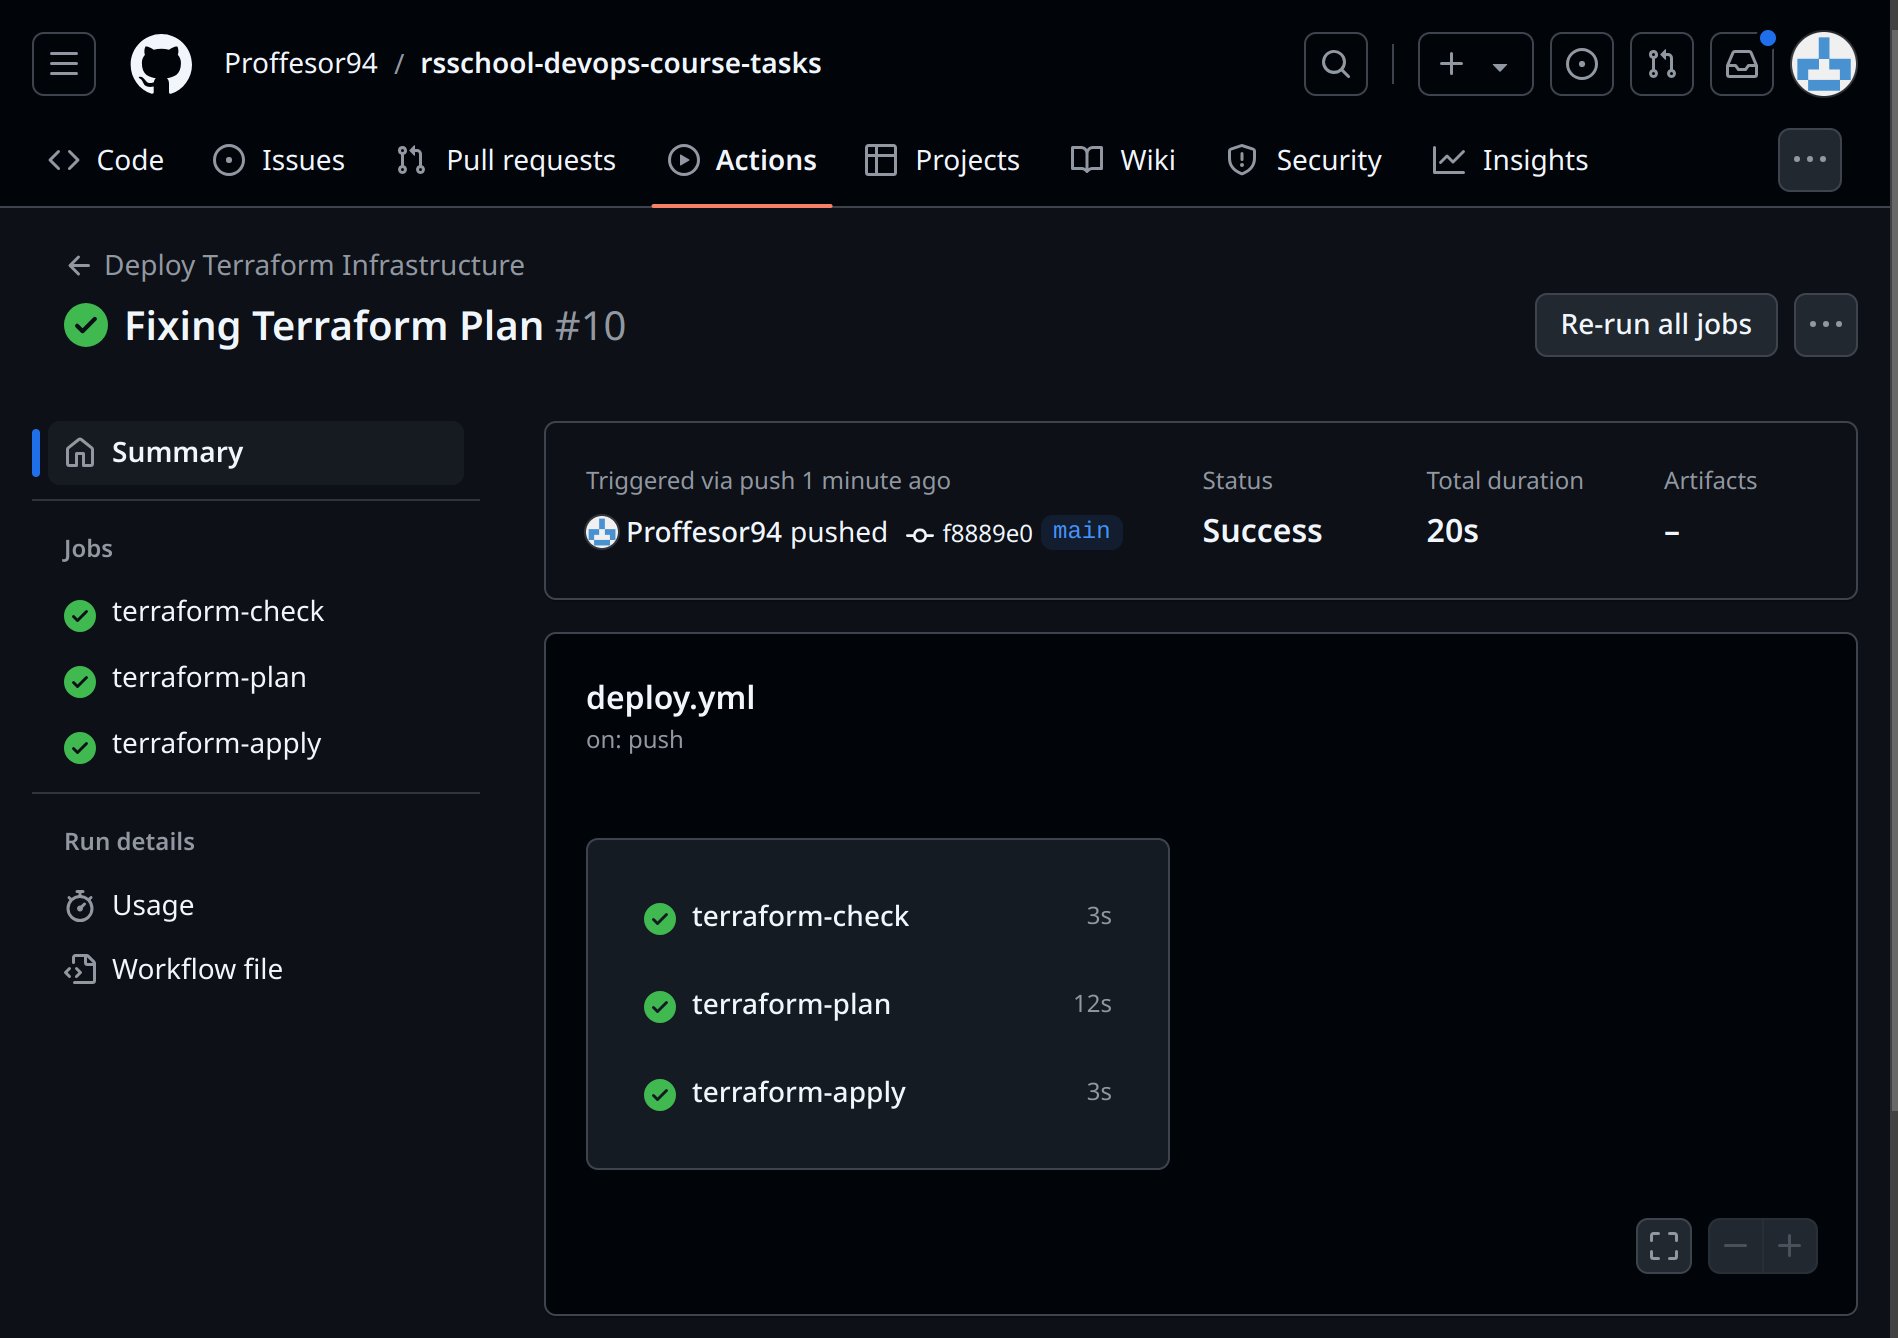 Proffesor94 / rsschool-devops-course-tasks
Code Issues Pull requests Actions Projects Wiki Security Insights
Deploy Terraform Infrastructure
Fixing Terraform Plan #10
Re-run all jobs
Summary
Jobs
terraform-check
terraform-plan
terraform-apply
Run details
Usage
Workflow file
Triggered via push 1 minute ago
Proffesor94 pushed f8889e0 main
Status
Success
Total duration
20s
Artifacts
–
deploy.yml
on: push
terraform-check 3s
terraform-plan 12s
terraform-apply 3s